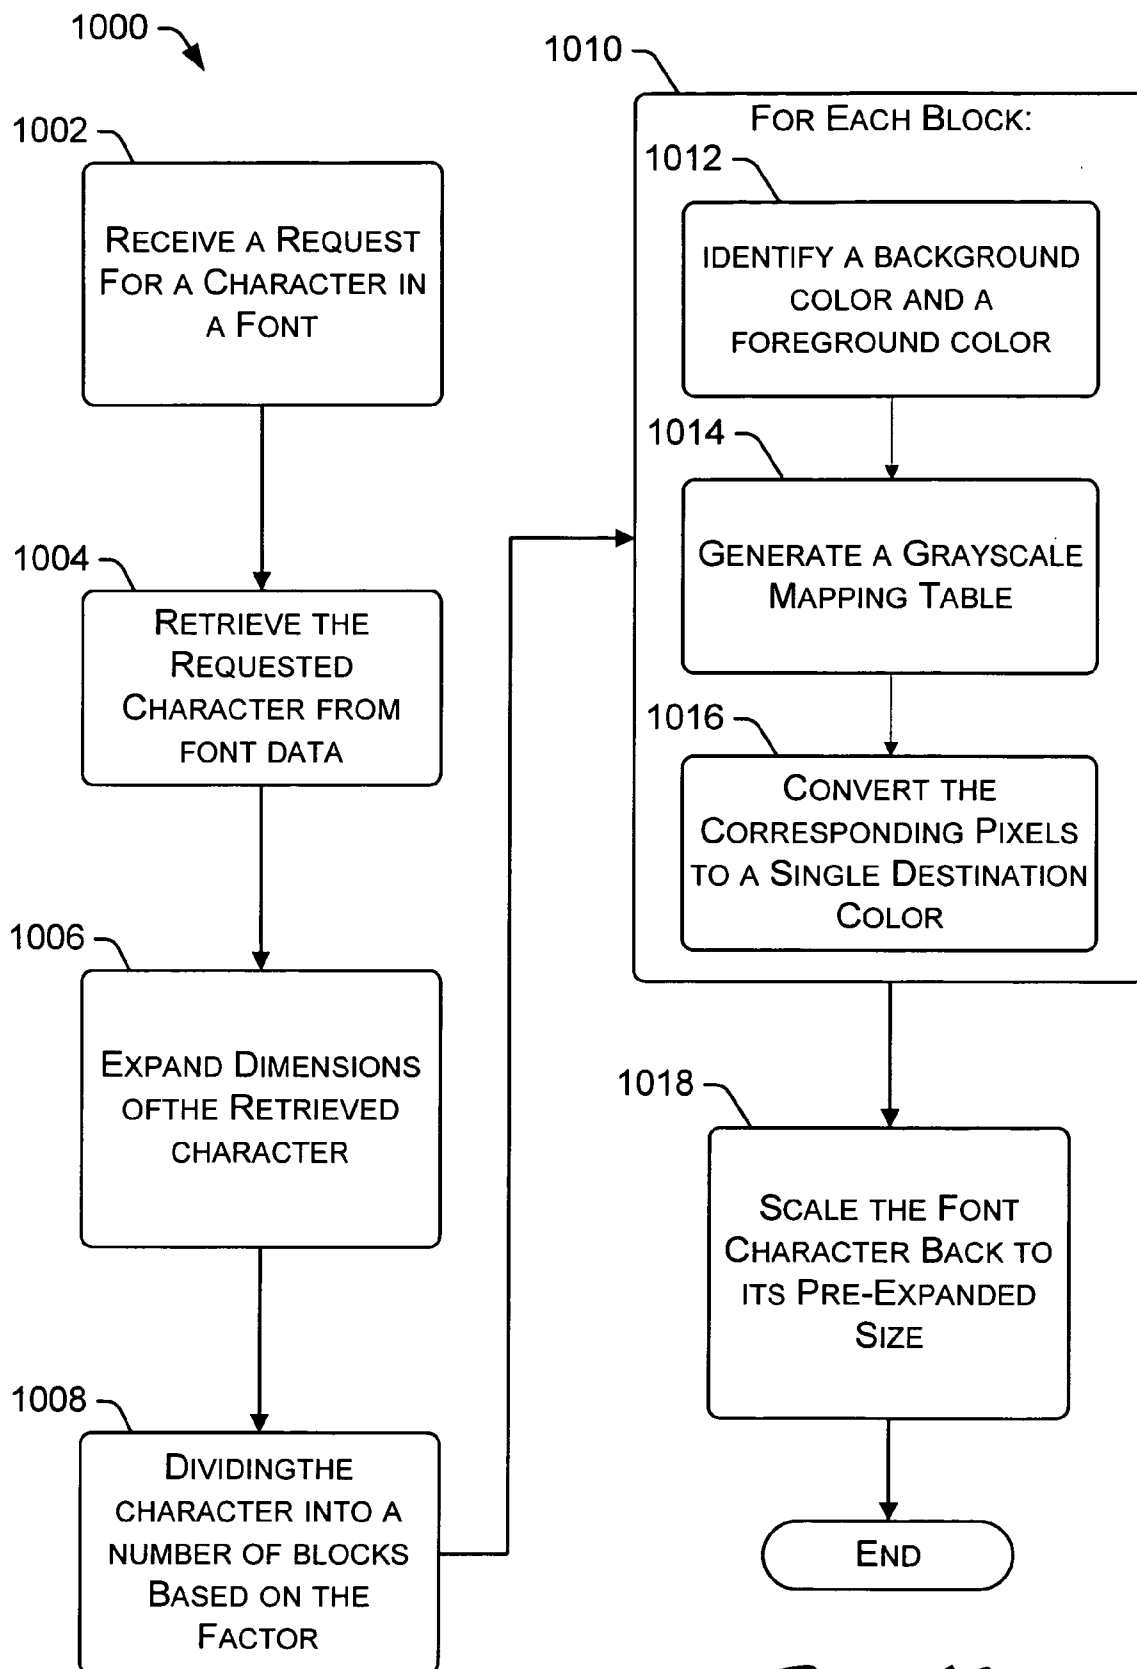 1000
1002
RECEIVE A REQUEST
FOR A CHARACTER IN
A FONT
1004
RETRIEVE THE
REQUESTED
CHARACTER FROM
FONT DATA
1006
EXPAND DIMENSIONS
OFTHE RETRIEVED
CHARACTER
1008
DIVIDINGTHE
CHARACTER INTO A
NUMBER OF BLOCKS
BASED ON THE
FACTOR
1010
FOR EACH BLOCK:
1012
IDENTIFY A BACKGROUND
COLOR AND A
FOREGROUND COLOR
1014
GENERATE A GRAYSCALE
MAPPING TABLE
1016
CONVERT THE
CORRESPONDING PIXELS
TO A SINGLE DESTINATION
COLOR
1018
SCALE THE FONT
CHARACTER BACK TO
ITS PRE-EXPANDED
SIZE
END